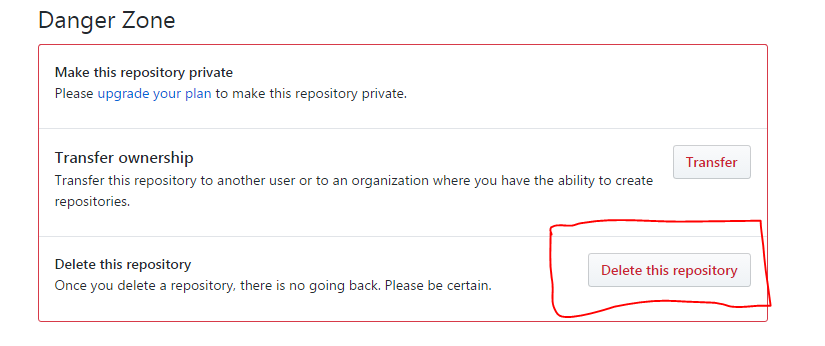 Danger Zone
Make this repository private
Please upgrade your plan to make this repository private.
Transfer ownership
Transfer
Transfer this repository to another user or to an organization where you have the ability to create
repositories.
Delete this repository
Delete this repository
Once you delete a repository, there is no going back. Please be certain.